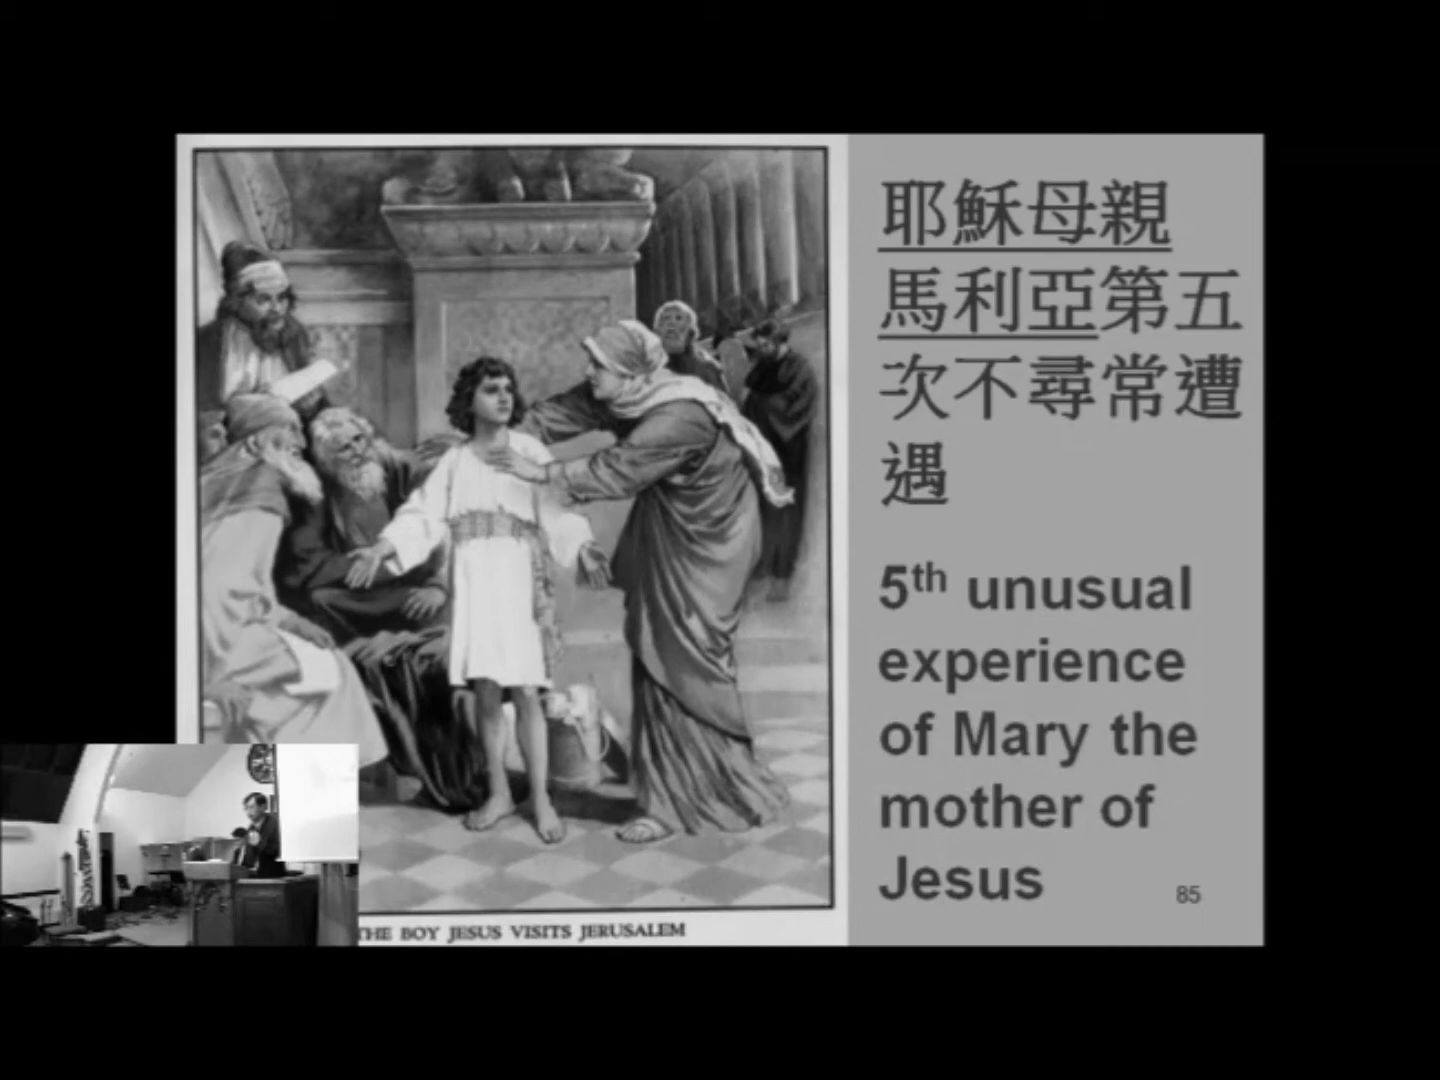 耶穌母親
馬利亞第五
次不尋常遭
遇
5th unusual
experience
of Mary the
mother of
Jesus
85
THE BOY JESUS VISITS JERUSALEM